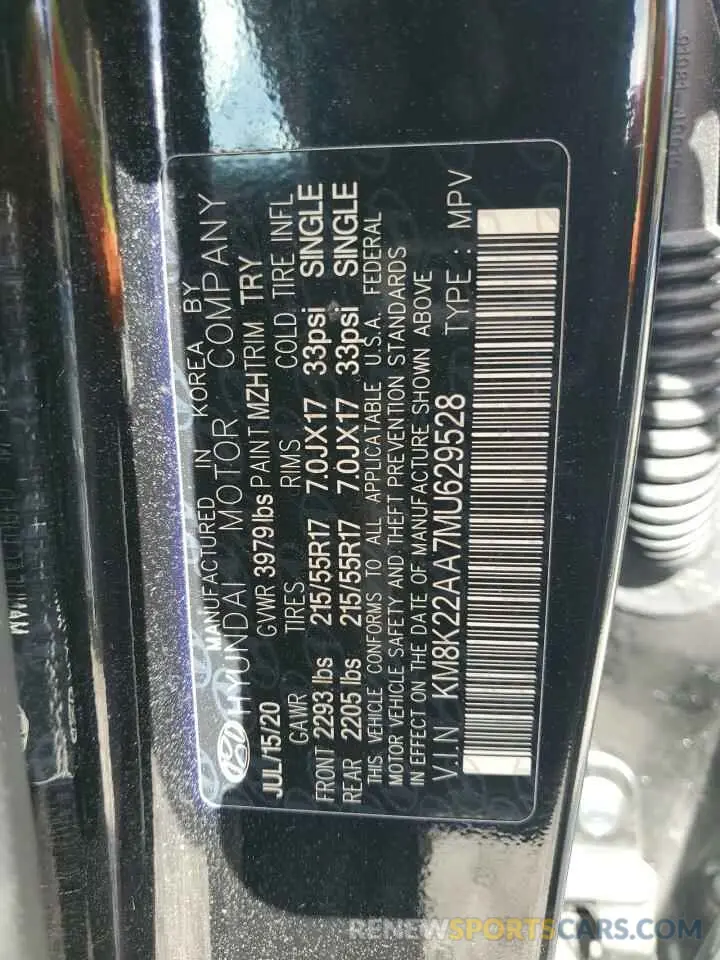 MANUFACTURED IN KOREA BY
HYUNDAI MOTOR COMPANY
JUL/15/20 GVWR 3979 lbs PAINT MZH TRIM TRY
GAWR TIRES RIMS COLD TIRE INFL
FRONT 2293 lbs 215/55R17 7.0JX17 33psi SINGLE
REAR 2205 lbs 215/55R17 7.0JX17 33psi SINGLE
THIS VEHICLE CONFORMS TO ALL APPLICATABLE U.S.A. FEDERAL
MOTOR VEHICLE SAFETY AND THEFT PREVENTION STANDARDS
IN EFFECT ON THE DATE OF MANUFACTURE SHOWN ABOVE
V.I.N : KM8K22AA7MU629528 TYPE : MPV
RENEWSPORTSCARS.COM